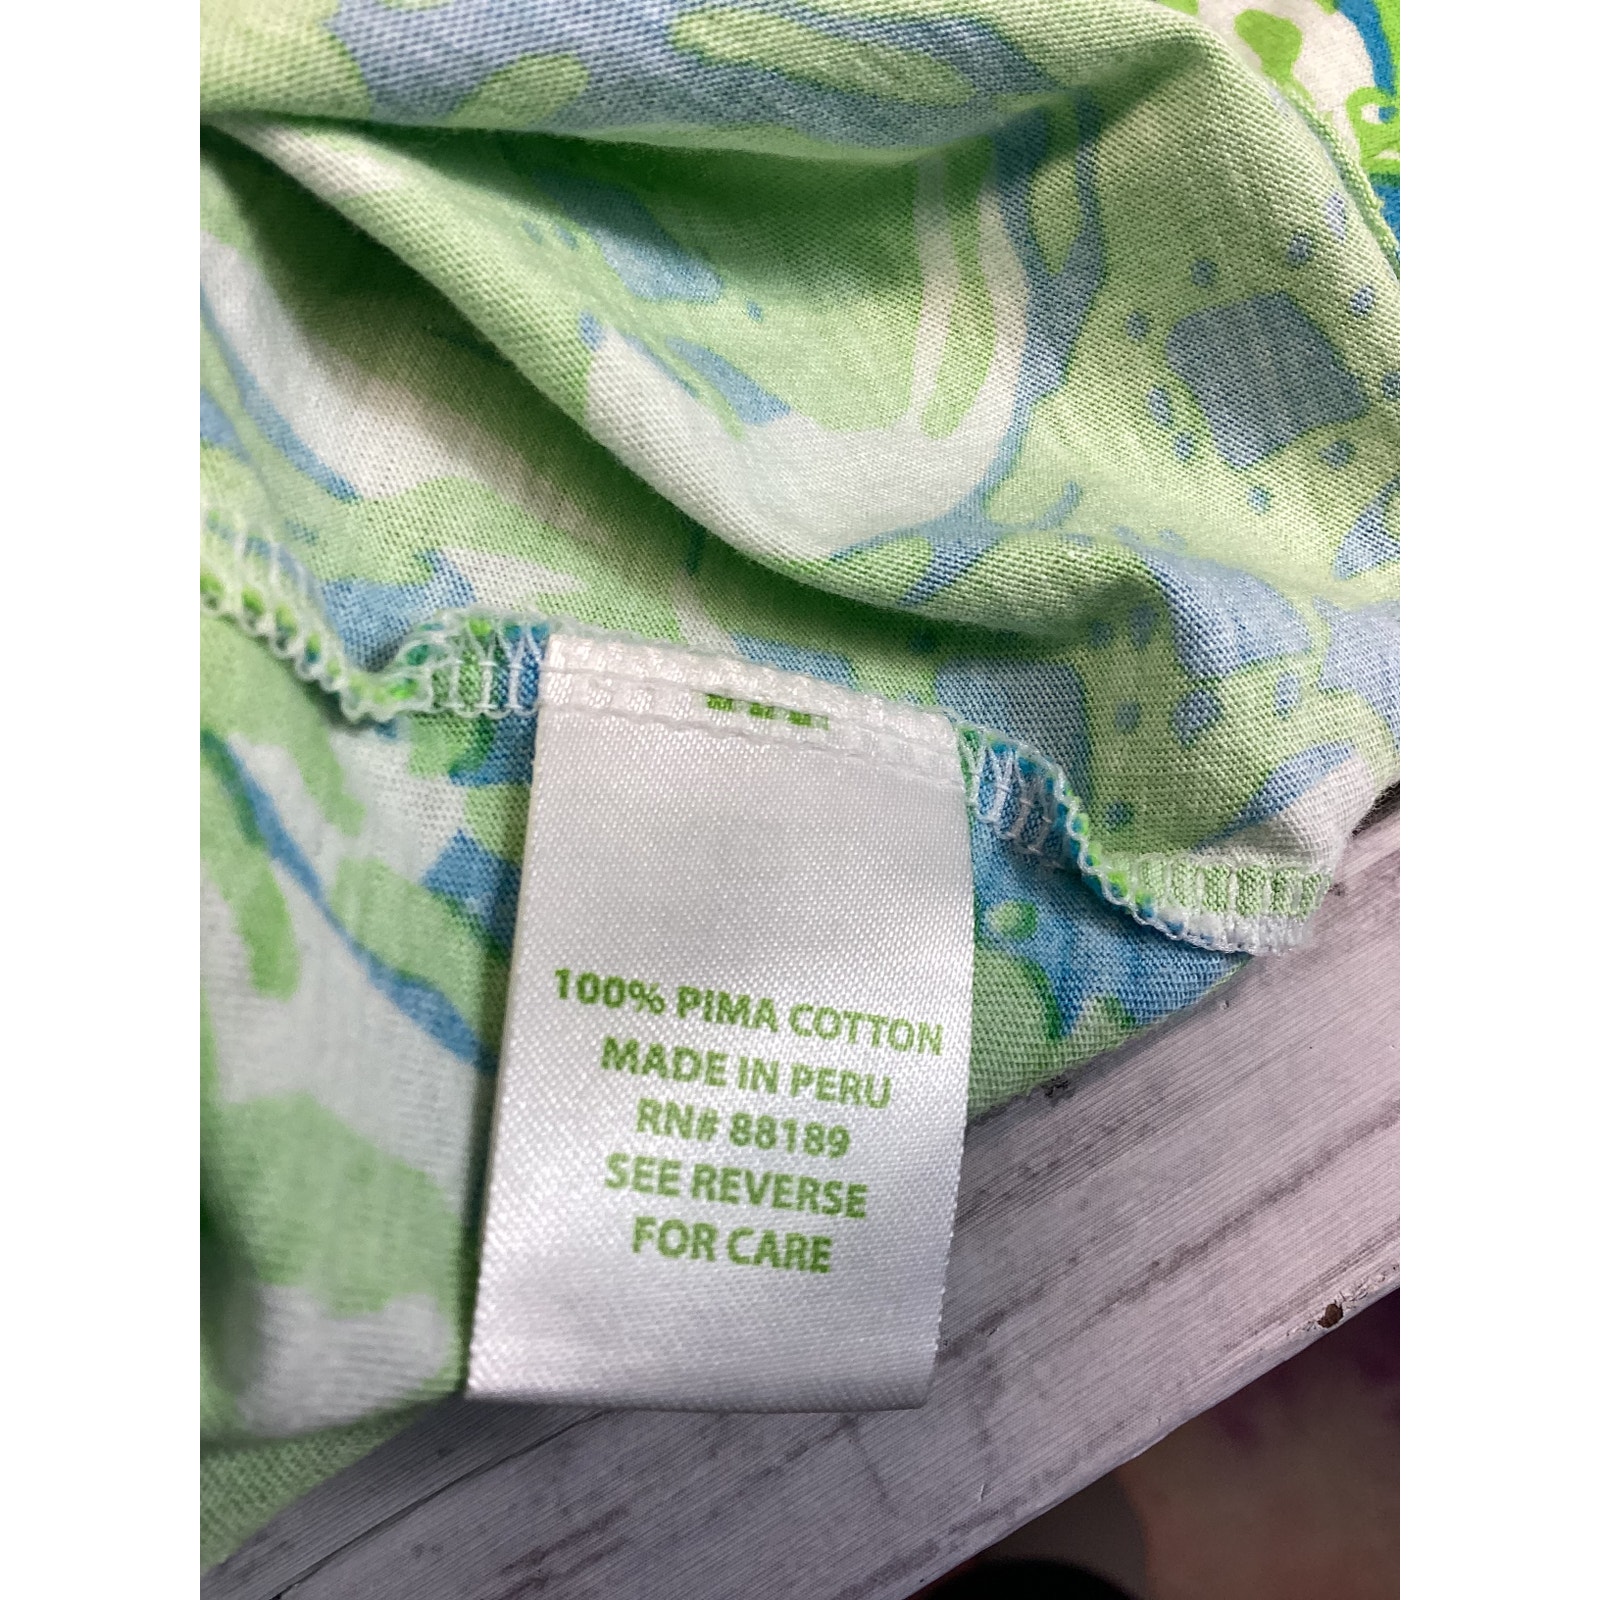 100% PIMA COTTON
MADE IN PERU
RN# 88189
SEE REVERSE
FOR CARE